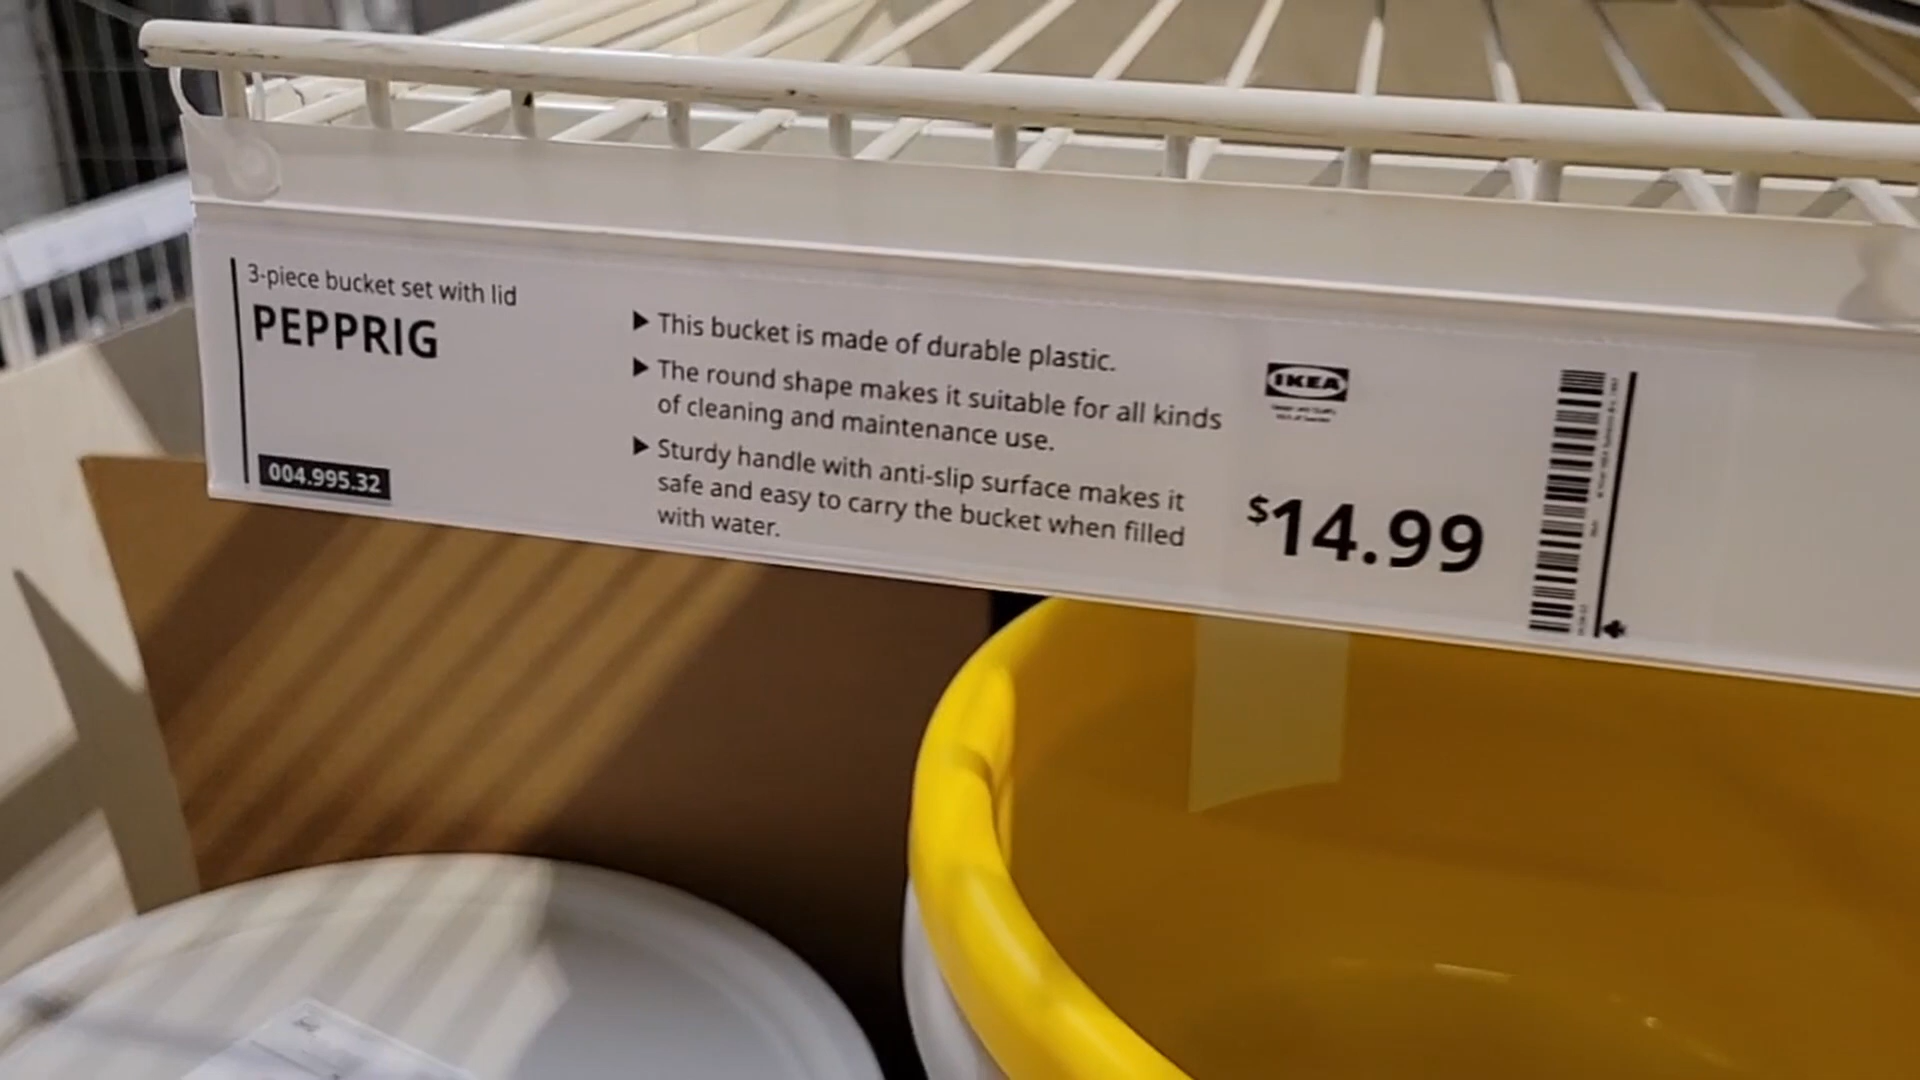 3-piece bucket set with lid
PEPPRIG
004.995.32
▶ This bucket is made of durable plastic.
▶ The round shape makes it suitable for all kinds
of cleaning and maintenance use.
▶ Sturdy handle with anti-slip surface makes it
safe and easy to carry the bucket when filled
with water.
IKEA
$14.99